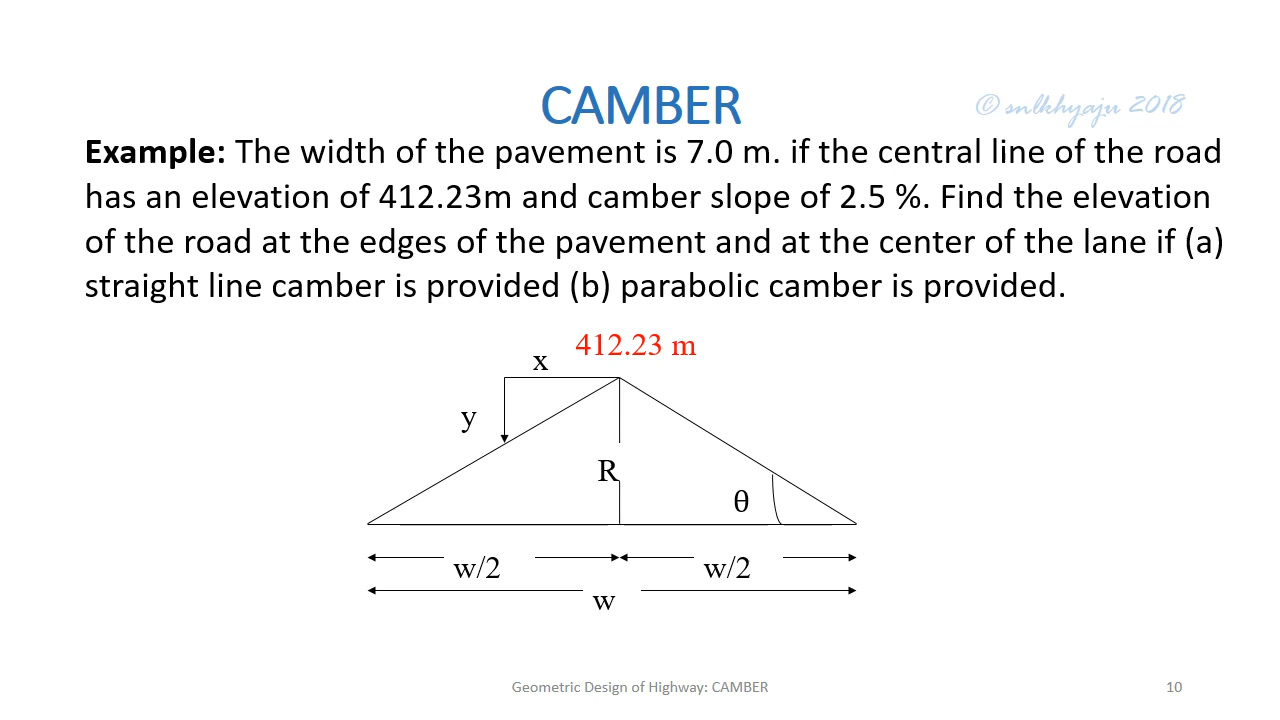 CAMBER
© snlkhyaju 2018
Example: The width of the pavement is 7.0 m. if the central line of the road
has an elevation of 412.23m and camber slope of 2.5 %. Find the elevation
of the road at the edges of the pavement and at the center of the lane if (a)
straight line camber is provided (b) parabolic camber is provided.
412.23 m
x
y
R
θ
w/2
w/2
w
Geometric Design of Highway: CAMBER
10